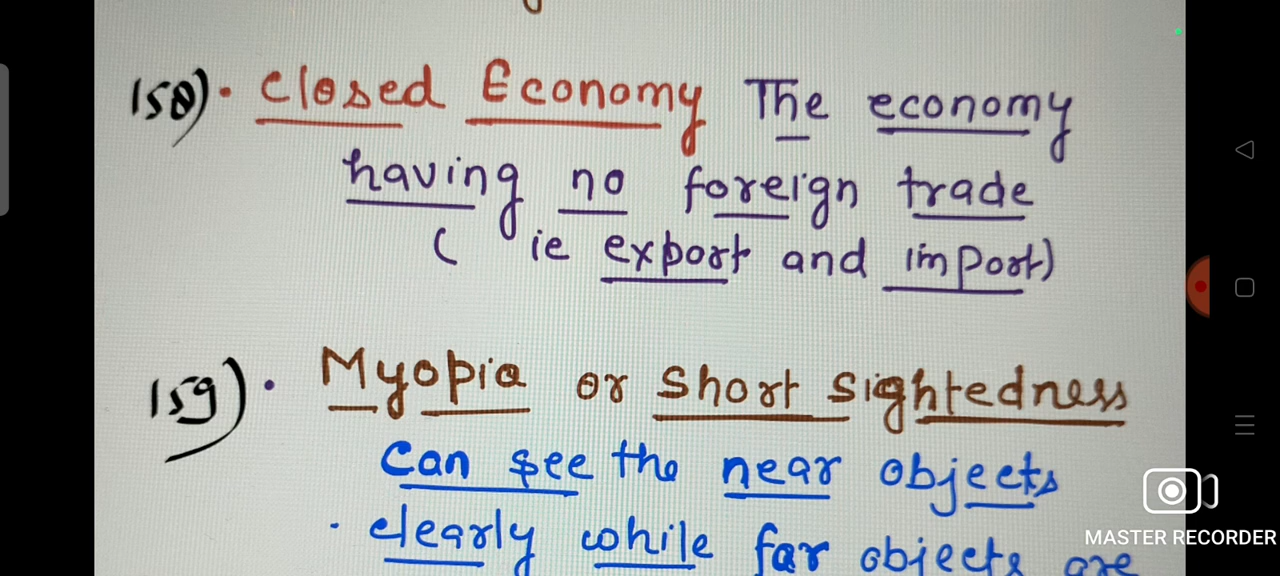 158). Closed Economy The economy
having no foreign trade
( ie export and import)
159). Myopia or Short Sightedness
Can see the near objects
. clearly while far objects are
MASTER RECORDER